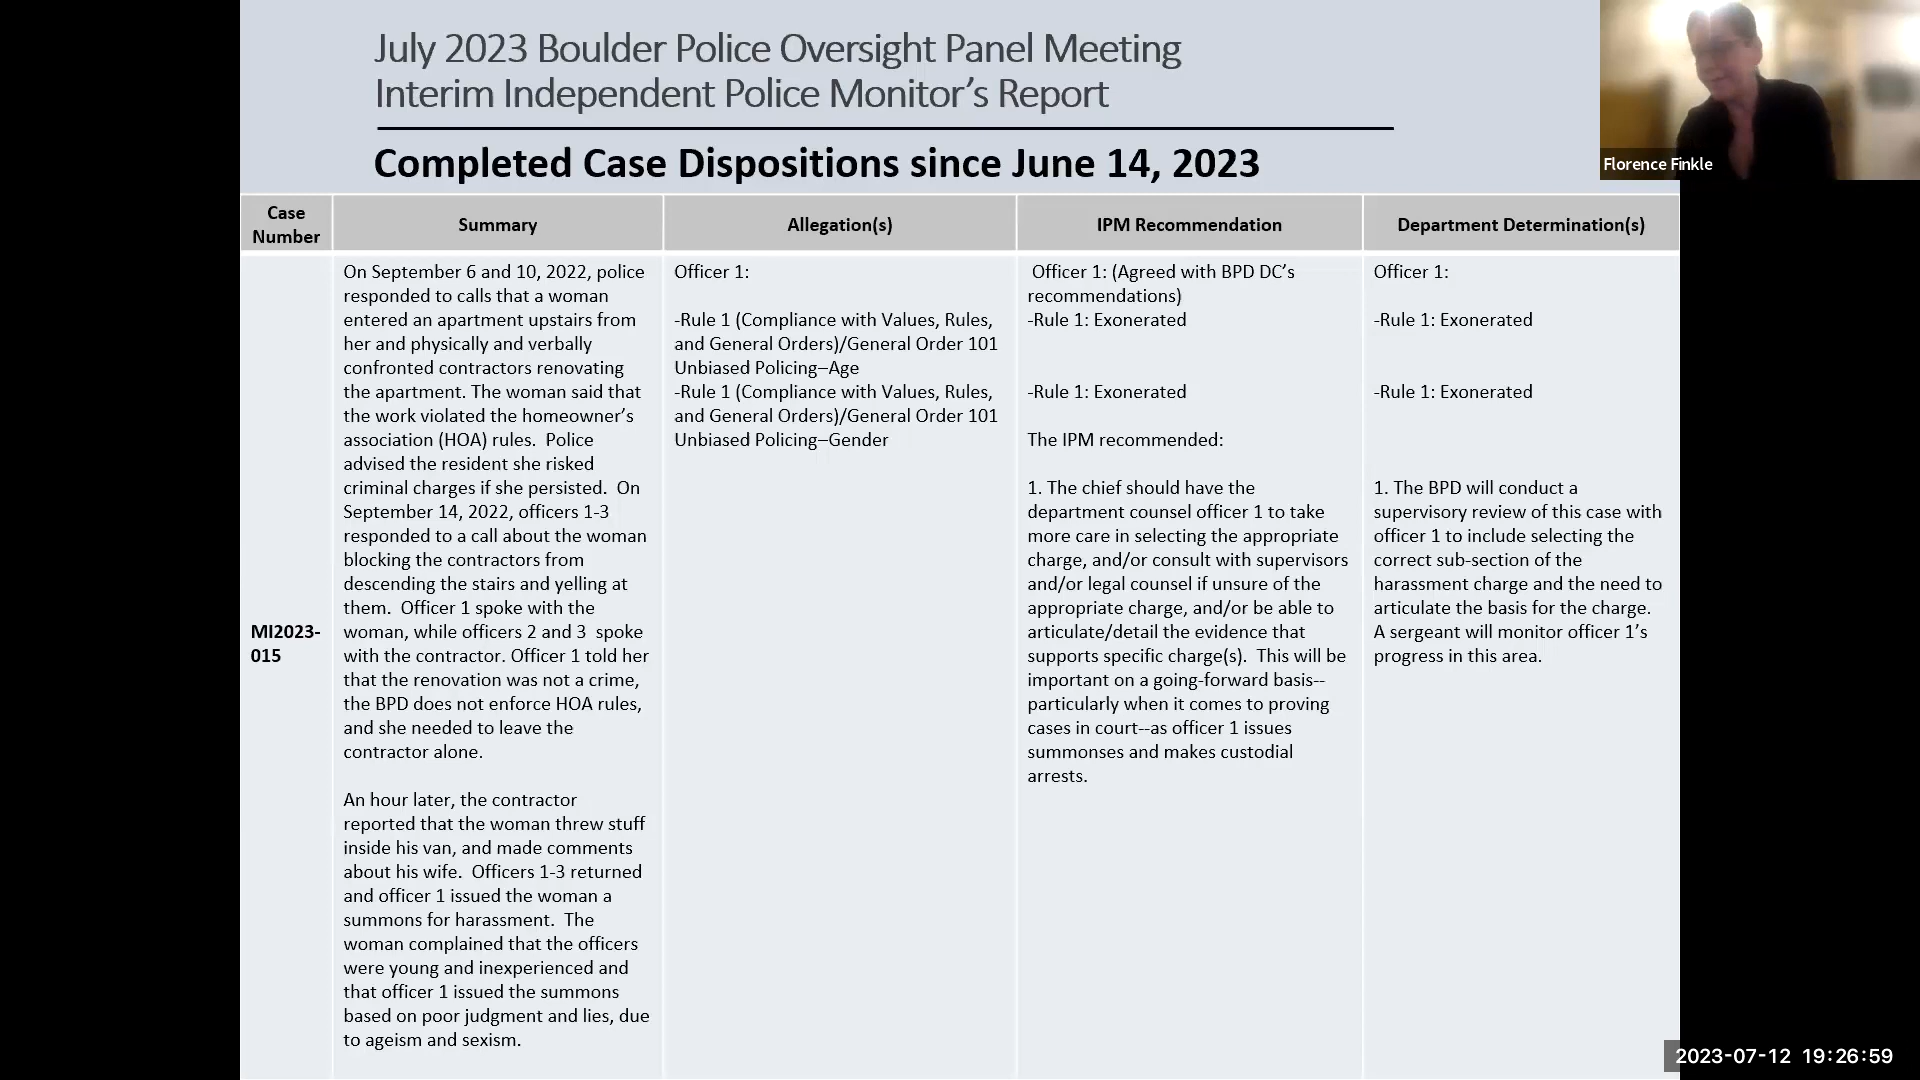 July 2023 Boulder Police Oversight Panel Meeting
Interim Independent Police Monitor's Report
Completed Case Dispositions since June 14, 2023
Florence Finkle
Case
Number
Summary
Allegation(s)
IPM Recommendation
Department Determination(s)
MI2023-
015
On September 6 and 10, 2022, police
responded to calls that a woman
entered an apartment upstairs from
her and physically and verbally
confronted contractors renovating
the apartment. The woman said that
the work violated the homeowner's
association (HOA) rules.  Police
advised the resident she risked
criminal charges if she persisted.  On
September 14, 2022, officers 1-3
responded to a call about the woman
blocking the contractors from
descending the stairs and yelling at
them.  Officer 1 spoke with the
woman, while officers 2 and 3  spoke
with the contractor. Officer 1 told her
that the renovation was not a crime,
the BPD does not enforce HOA rules,
and she needed to leave the
contractor alone.
An hour later, the contractor
reported that the woman threw stuff
inside his van, and made comments
about his wife.  Officers 1-3 returned
and officer 1 issued the woman a
summons for harassment.  The
woman complained that the officers
were young and inexperienced and
that officer 1 issued the summons
based on poor judgment and lies, due
to ageism and sexism.
Officer 1:
-Rule 1 (Compliance with Values, Rules,
and General Orders)/General Order 101
Unbiased Policing–Age
-Rule 1 (Compliance with Values, Rules,
and General Orders)/General Order 101
Unbiased Policing–Gender
Officer 1: (Agreed with BPD DC's
recommendations)
-Rule 1: Exonerated
-Rule 1: Exonerated
The IPM recommended:
1. The chief should have the
department counsel officer 1 to take
more care in selecting the appropriate
charge, and/or consult with supervisors
and/or legal counsel if unsure of the
appropriate charge, and/or be able to
articulate/detail the evidence that
supports specific charge(s).  This will be
important on a going-forward basis--
particularly when it comes to proving
cases in court--as officer 1 issues
summonses and makes custodial
arrests.
Officer 1:
-Rule 1: Exonerated
-Rule 1: Exonerated
1. The BPD will conduct a
supervisory review of this case with
officer 1 to include selecting the
correct sub-section of the
harassment charge and the need to
articulate the basis for the charge.
A sergeant will monitor officer 1's
progress in this area.
2023-07-12 19:26:59